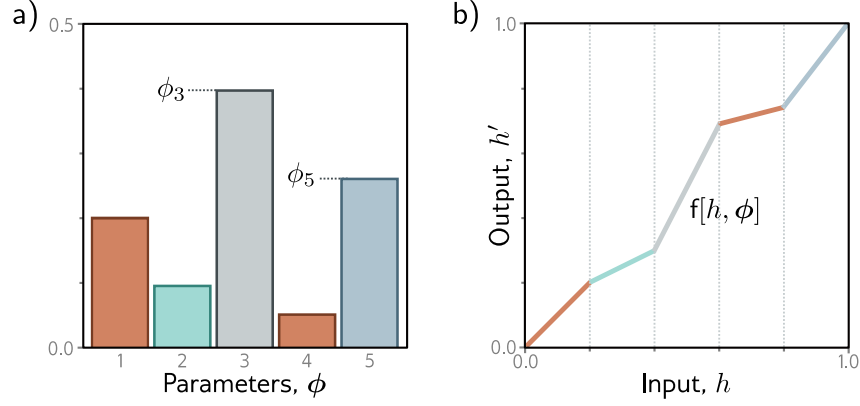 a)
0.5
ϕ3
ϕ5
0.0
1 2 3 4 5
Parameters, ϕ
b)
1.0
Output, h′
f[h, ϕ]
0.0
0.0 1.0
Input, h